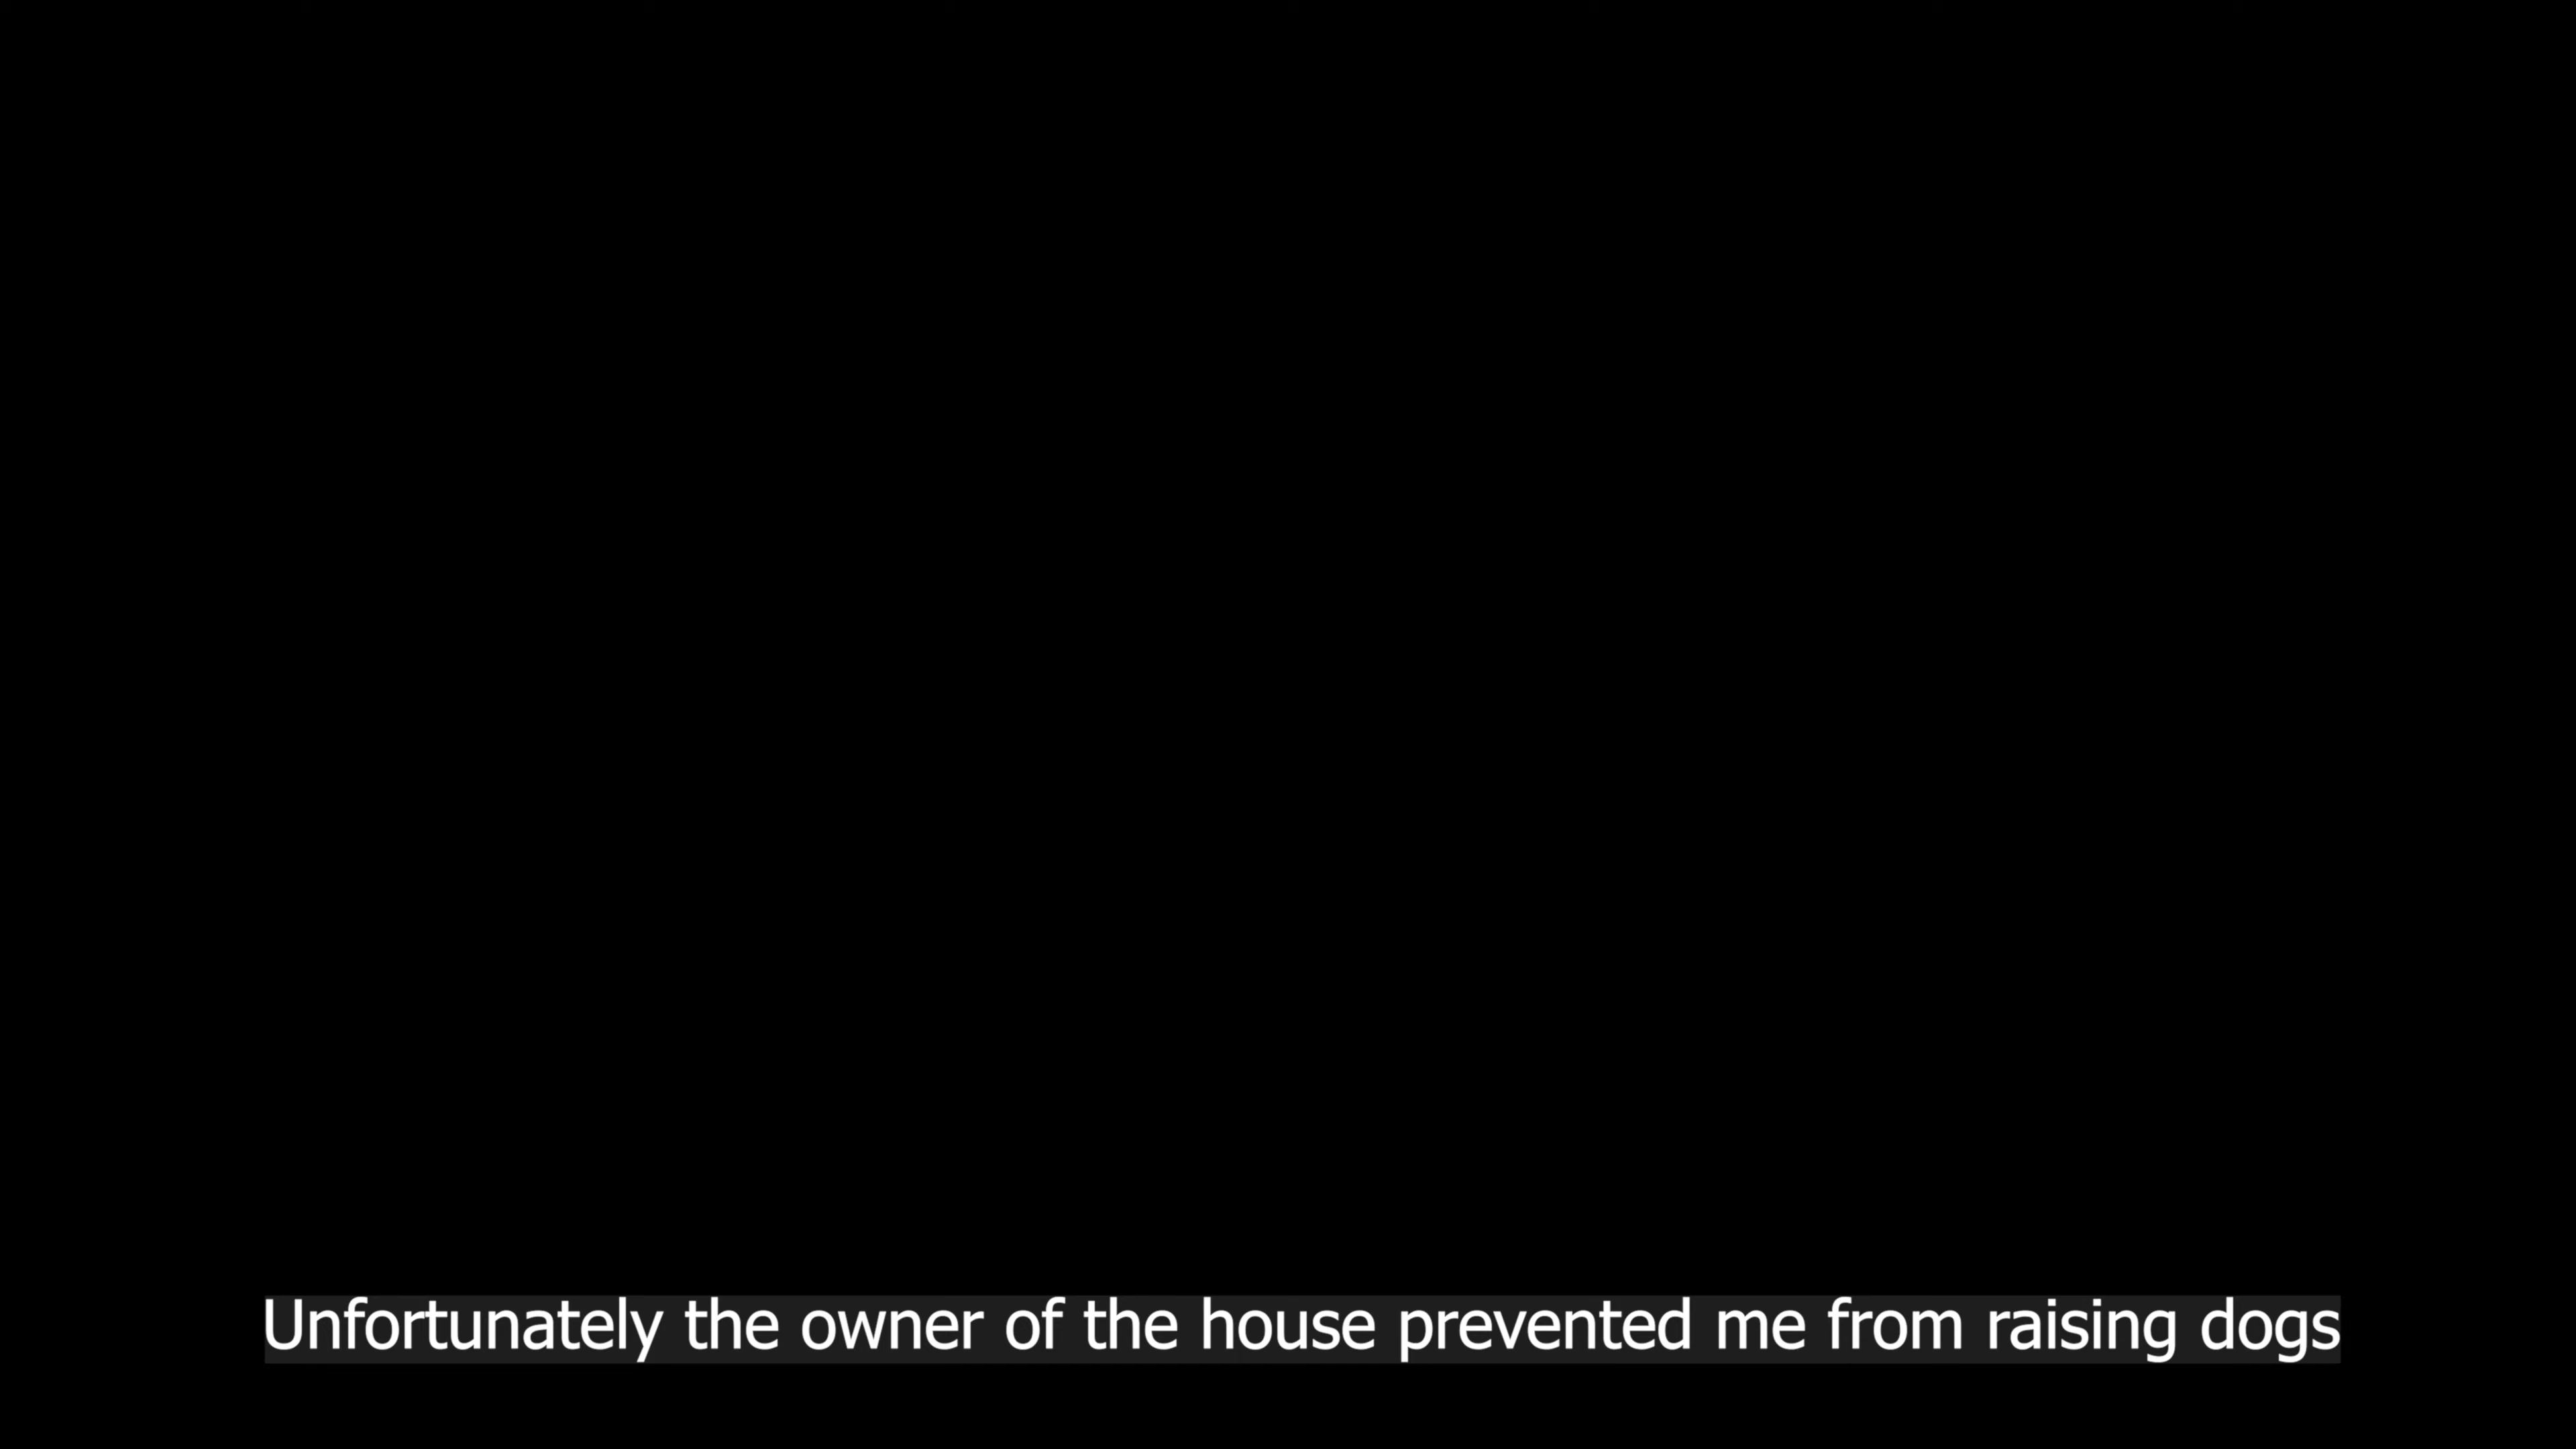 Unfortunately the owner of the house prevented me from raising dogs